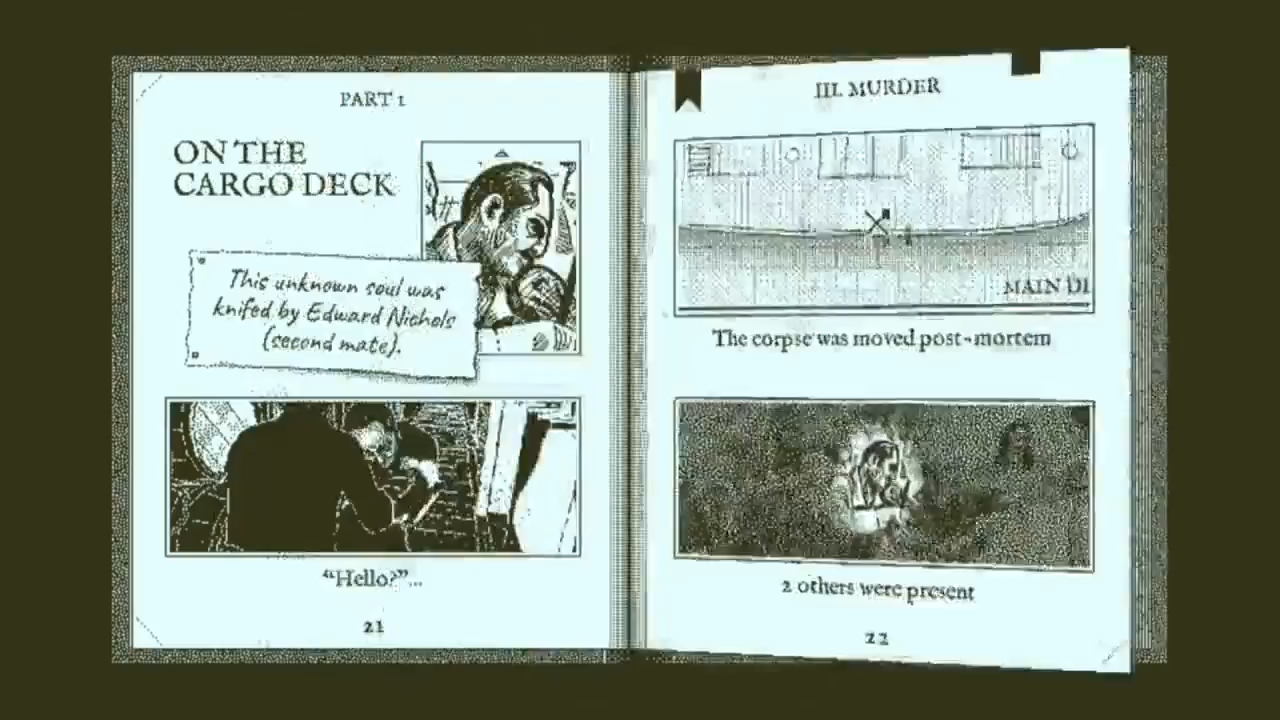 PART 1
ON THE
CARGO DECK
This unknown soul was
knifed by Edward Nichols
(second mate).
“Hello?”...
21
III. MURDER
MAIN
The corpse was moved post-mortem
2 others were present
22